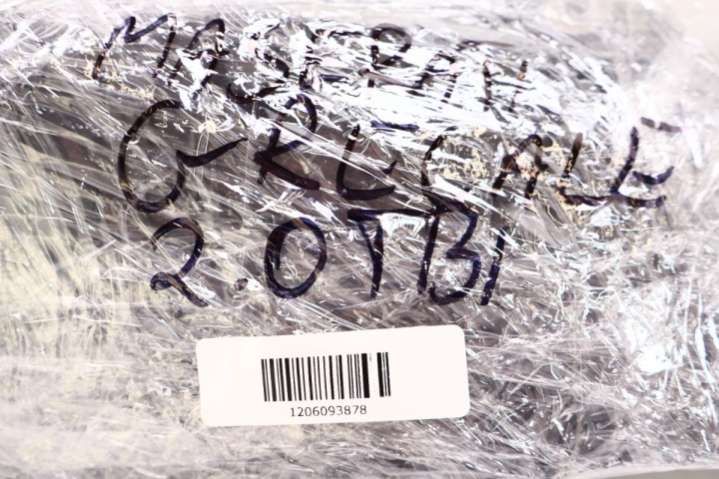 MASERATI
GRECALE
2.0TBI
1206093878